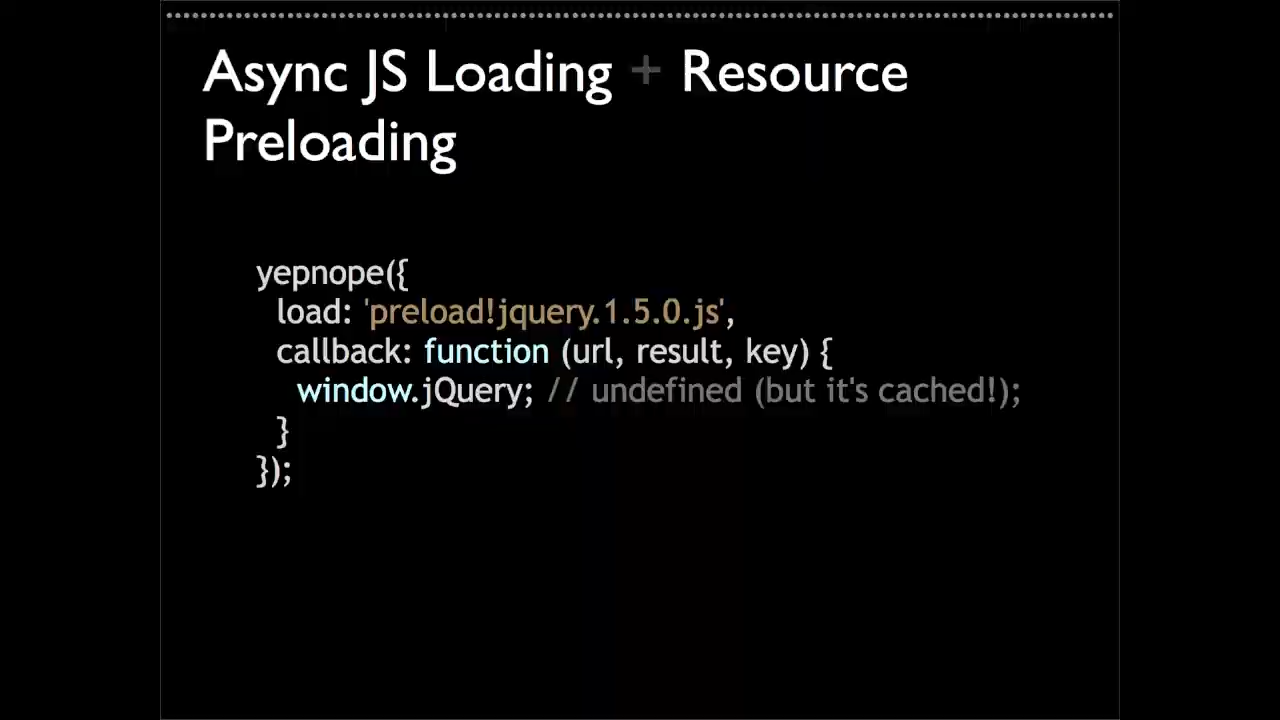 Async JS Loading + Resource
Preloading
yepnope({
load: 'preload!jquery.1.5.0.js',
callback: function (url, result, key) {
window.jQuery; // undefined (but it's cached!);
}
});